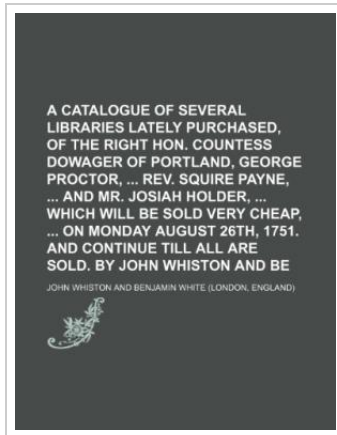 A CATALOGUE OF SEVERAL
LIBRARIES LATELY PURCHASED,
OF THE RIGHT HON. COUNTESS
DOWAGER OF PORTLAND, GEORGE
PROCTOR, ... REV. SQUIRE PAYNE,
... AND MR. JOSIAH HOLDER, ...
WHICH WILL BE SOLD VERY CHEAP,
... ON MONDAY AUGUST 26TH, 1751.
AND CONTINUE TILL ALL ARE
SOLD. BY JOHN WHISTON AND BE
JOHN WHISTON AND BENJAMIN WHITE (LONDON, ENGLAND)